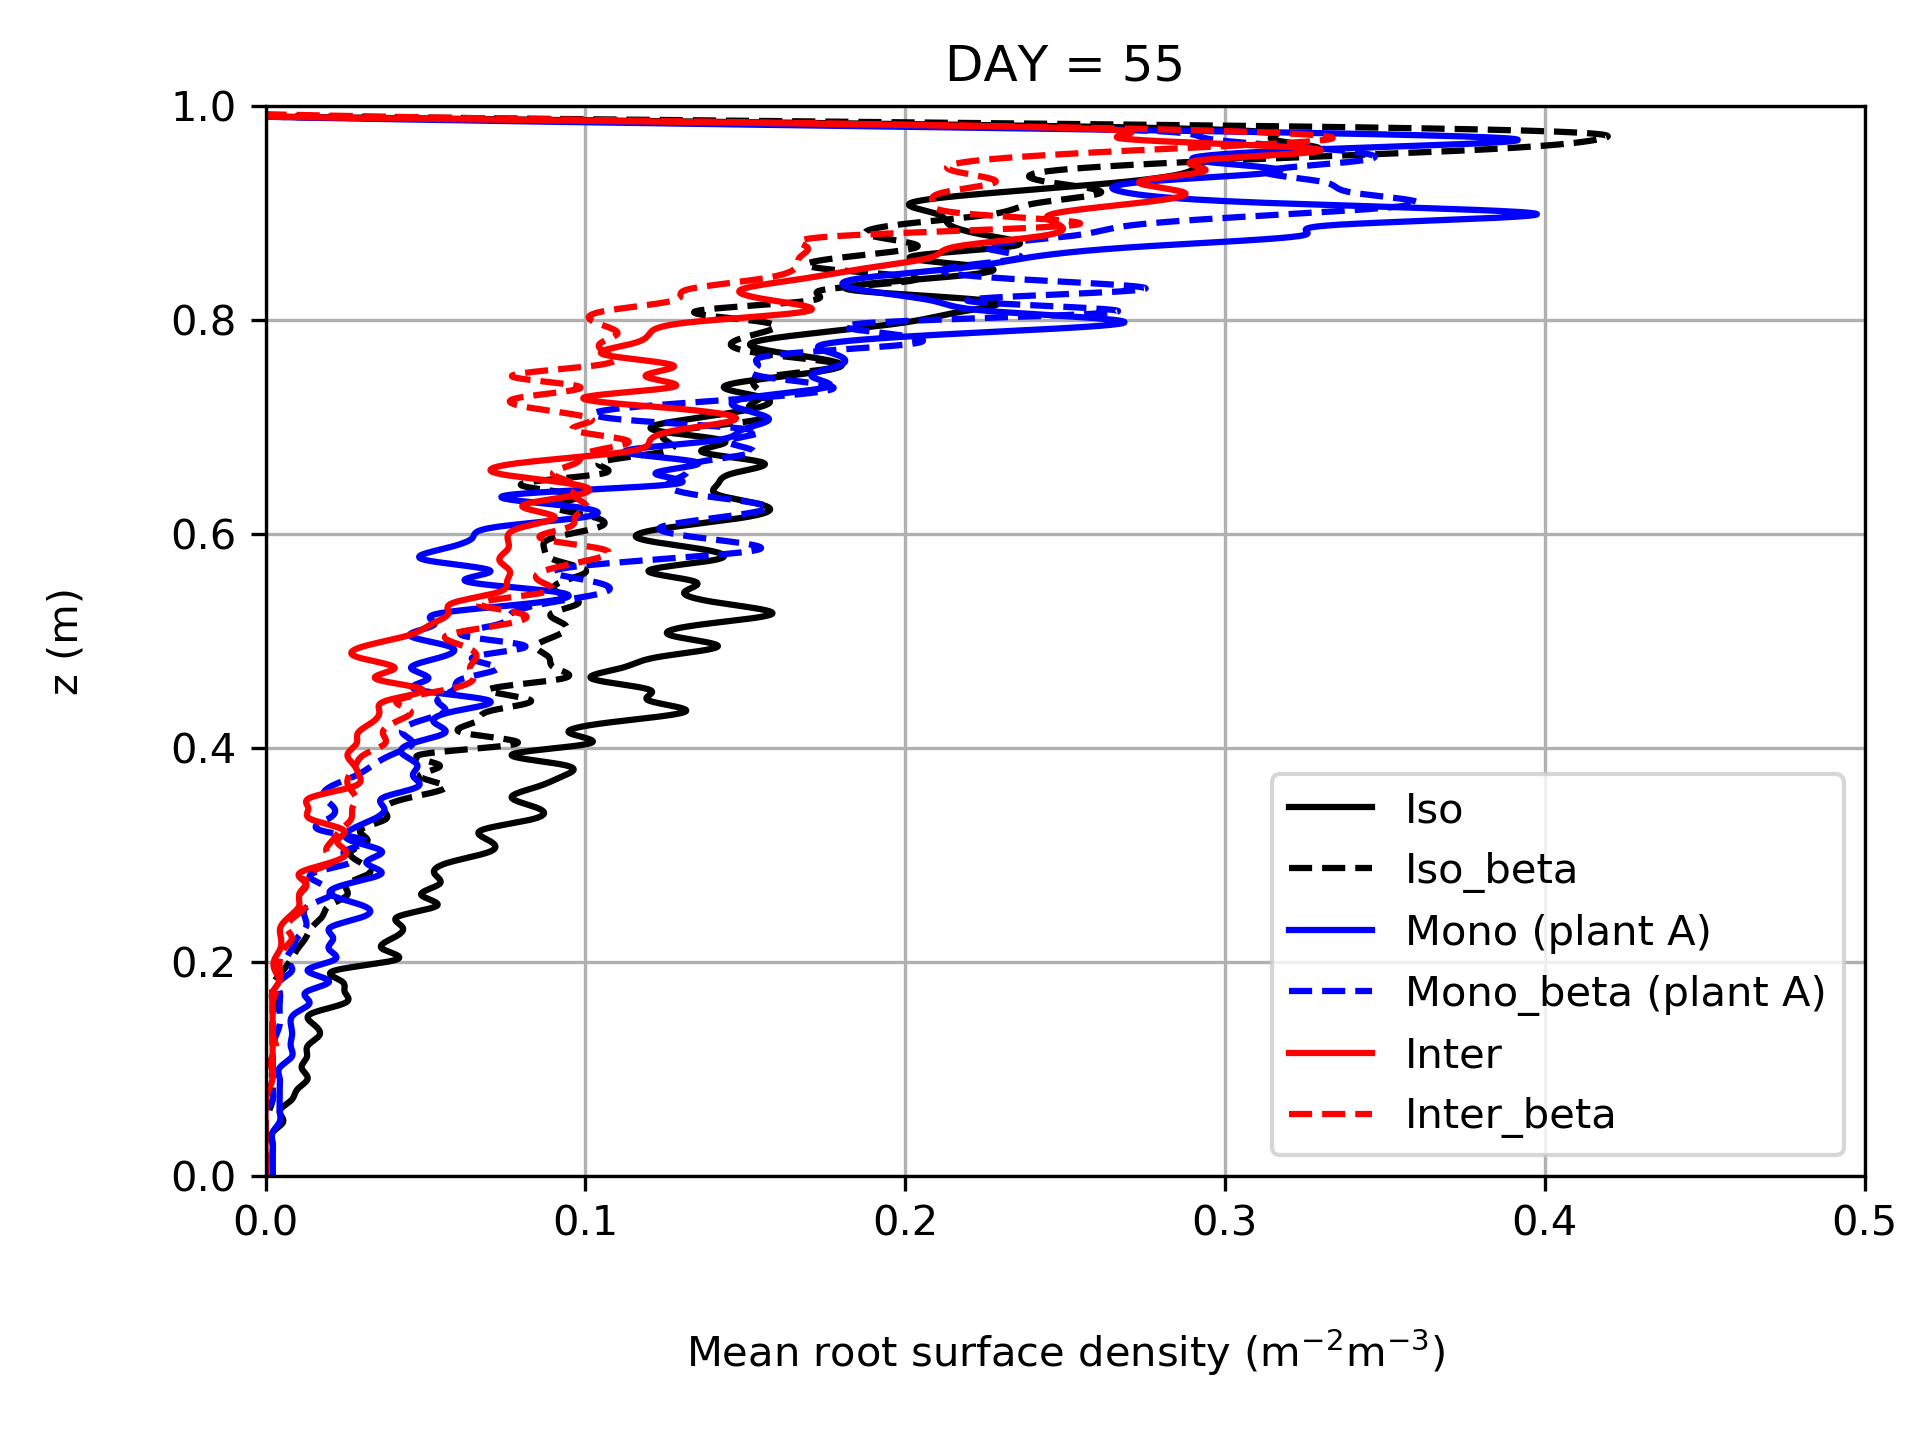 DAY = 55
1.0
0.8
0.6
0.4
0.2
0.0
z (m)
0.0 0.1 0.2 0.3 0.4 0.5
Mean root surface density (m⁻²m⁻³)
Iso
Iso_beta
Mono (plant A)
Mono_beta (plant A)
Inter
Inter_beta